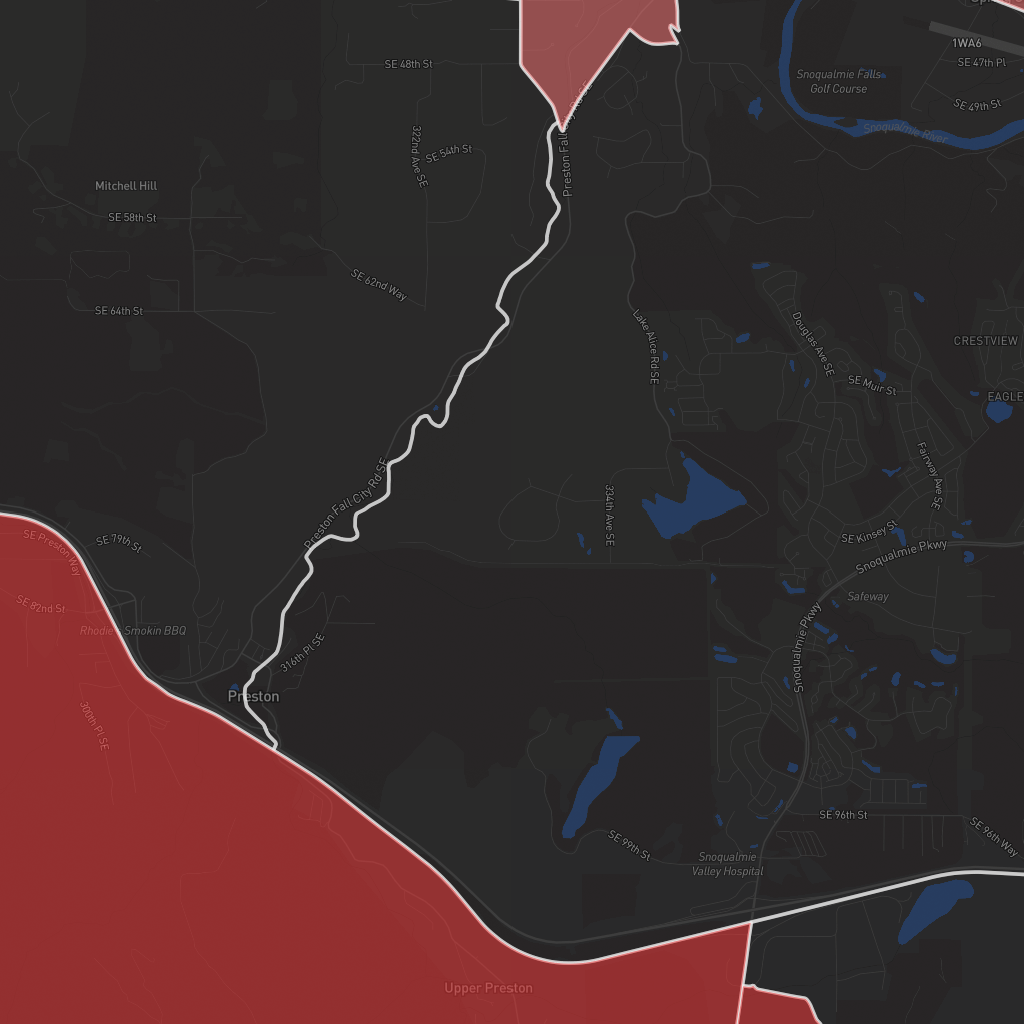 1WA6
SE 48th St
SE 47th Pl
Snoqualmie Falls
Golf Course
SE 49th St
Snoqualmie River
322nd Ave SE
SE 54th St
Preston Fall
Mitchell Hill
SE 58th St
SE 62nd Way
SE 64th St
Lake Alice Rd SE
Douglas Ave SE
CRESTVIEW
SE Muir St
EAGLE
Fairway Ave SE
Preston Fall City Rd SE
334th Ave SE
SE Preston Way
SE 79th St
SE Kinsey St
Snoqualmie Pkwy
SE 82nd St
Safeway
Rhodie's Smokin BBQ
316th Pl SE
Snoqualmie Pkwy
Preston
300th Pl SE
SE 96th St
SE 96th Way
SE 99th St
Snoqualmie
Valley Hospital
Upper Preston